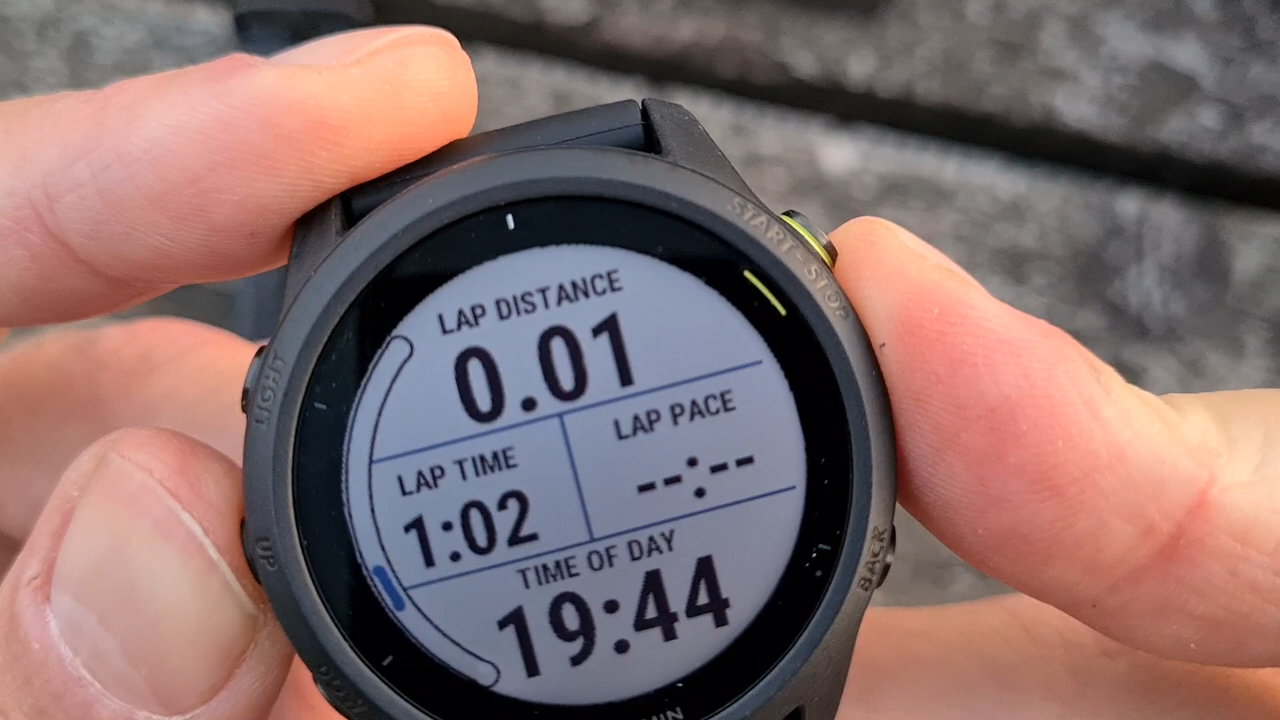 START-STOP
LAP DISTANCE
0.01
LIGHT
LAP PACE
--:--
LAP TIME
1:02
UP
TIME OF DAY
19:44
BACK